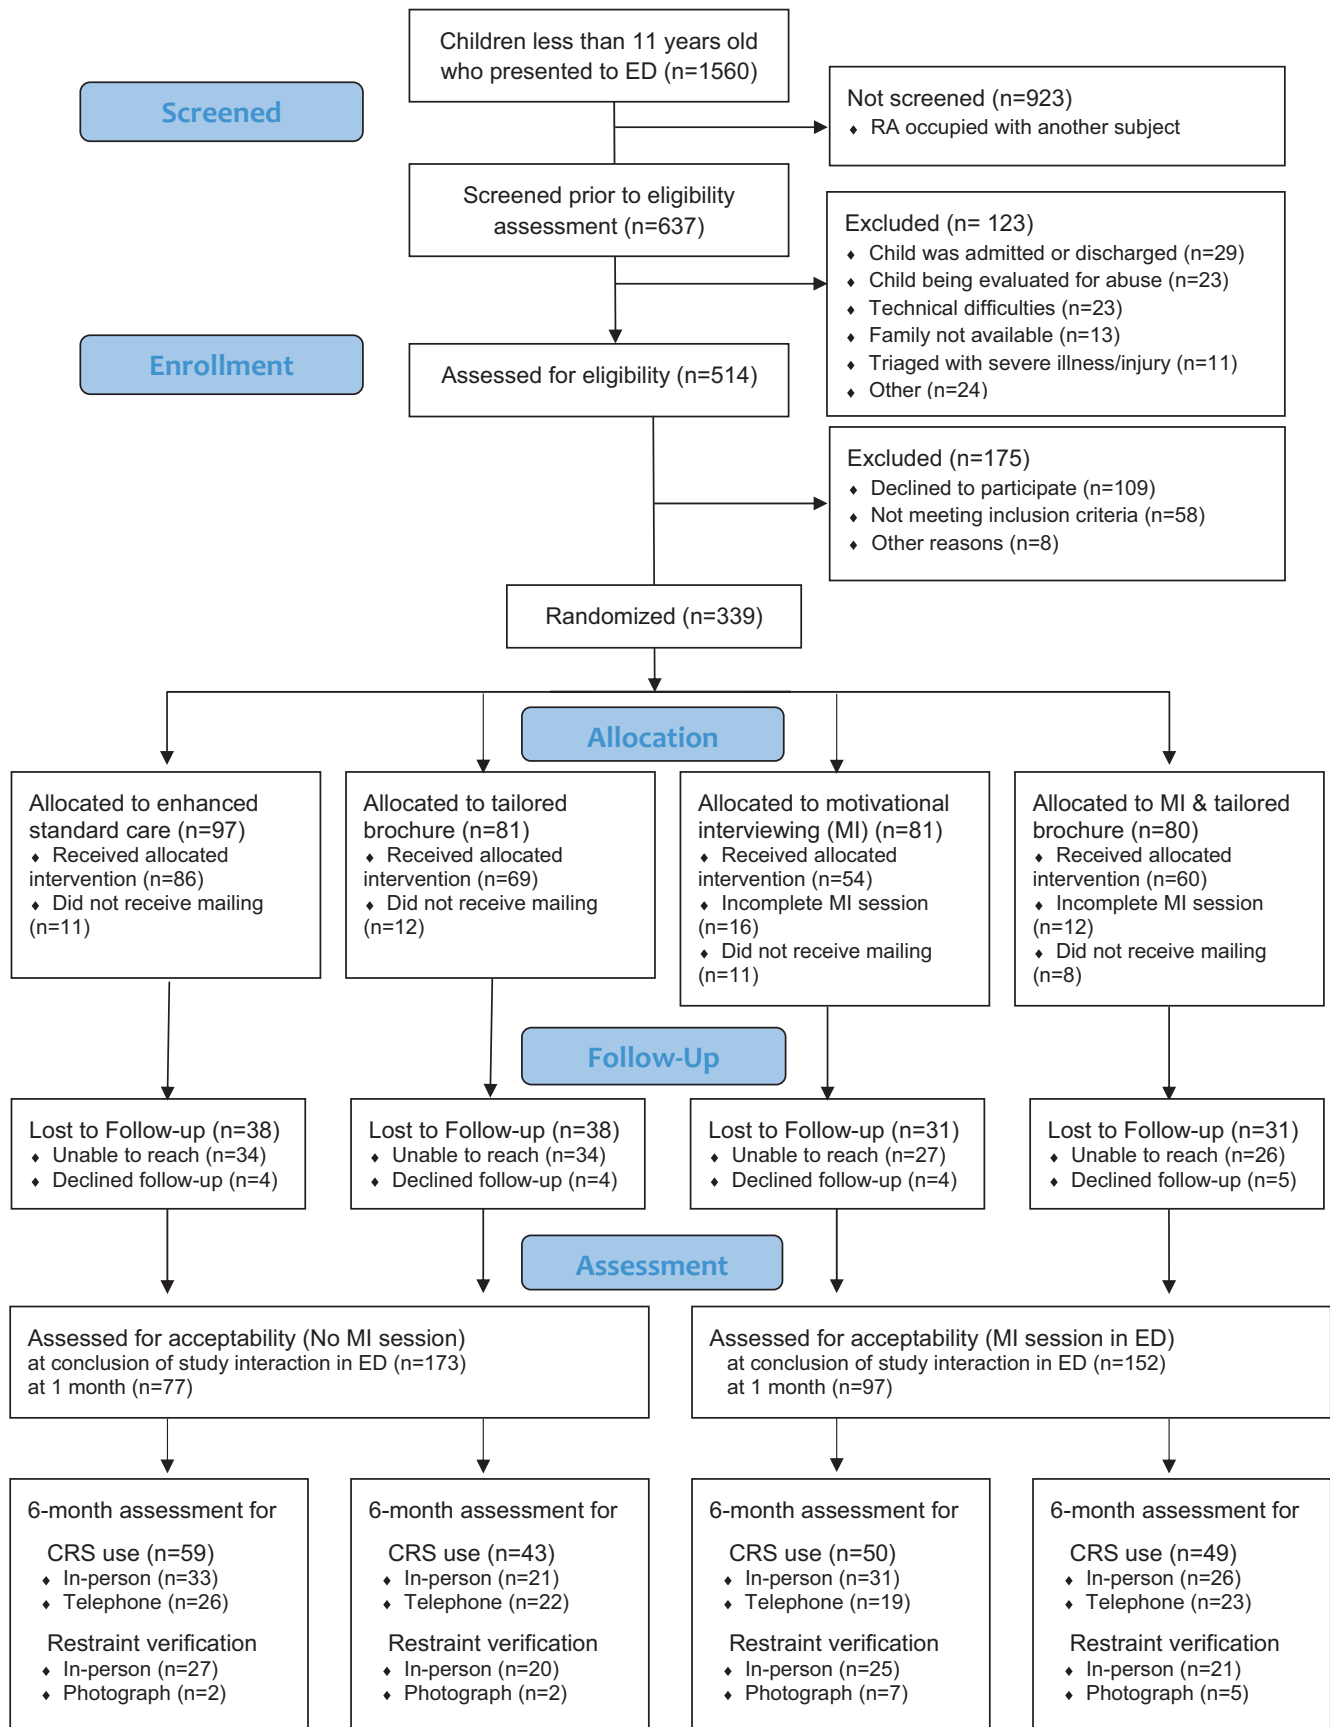 Children less than 11 years old
who presented to ED (n=1560)
Screened
Not screened (n=923)
⬧ RA occupied with another subject
Screened prior to eligibility
assessment (n=637)
Excluded (n= 123)
⬧ Child was admitted or discharged (n=29)
⬧ Child being evaluated for abuse (n=23)
⬧ Technical difficulties (n=23)
⬧ Family not available (n=13)
⬧ Triaged with severe illness/injury (n=11)
⬧ Other (n=24)
Enrollment
Assessed for eligibility (n=514)
Excluded (n=175)
⬧ Declined to participate (n=109)
⬧ Not meeting inclusion criteria (n=58)
⬧ Other reasons (n=8)
Randomized (n=339)
Allocation
Allocated to enhanced
standard care (n=97)
⬧ Received allocated
intervention (n=86)
⬧ Did not receive mailing
(n=11)
Allocated to tailored
brochure (n=81)
⬧ Received allocated
intervention (n=69)
⬧ Did not receive mailing
(n=12)
Allocated to motivational
interviewing (MI) (n=81)
⬧ Received allocated
intervention (n=54)
⬧ Incomplete MI session
(n=16)
⬧ Did not receive mailing
(n=11)
Allocated to MI & tailored
brochure (n=80)
⬧ Received allocated
intervention (n=60)
⬧ Incomplete MI session
(n=12)
⬧ Did not receive mailing
(n=8)
Follow-Up
Lost to Follow-up (n=38)
⬧ Unable to reach (n=34)
⬧ Declined follow-up (n=4)
Lost to Follow-up (n=38)
⬧ Unable to reach (n=34)
⬧ Declined follow-up (n=4)
Lost to Follow-up (n=31)
⬧ Unable to reach (n=27)
⬧ Declined follow-up (n=4)
Lost to Follow-up (n=31)
⬧ Unable to reach (n=26)
⬧ Declined follow-up (n=5)
Assessment
Assessed for acceptability (No MI session)
at conclusion of study interaction in ED (n=173)
at 1 month (n=77)
Assessed for acceptability (MI session in ED)
at conclusion of study interaction in ED (n=152)
at 1 month (n=97)
6-month assessment for
CRS use (n=59)
⬧ In-person (n=33)
⬧ Telephone (n=26)
Restraint verification
⬧ In-person (n=27)
⬧ Photograph (n=2)
6-month assessment for
CRS use (n=43)
⬧ In-person (n=21)
⬧ Telephone (n=22)
Restraint verification
⬧ In-person (n=20)
⬧ Photograph (n=2)
6-month assessment for
CRS use (n=50)
⬧ In-person (n=31)
⬧ Telephone (n=19)
Restraint verification
⬧ In-person (n=25)
⬧ Photograph (n=7)
6-month assessment for
CRS use (n=49)
⬧ In-person (n=26)
⬧ Telephone (n=23)
Restraint verification
⬧ In-person (n=21)
⬧ Photograph (n=5)